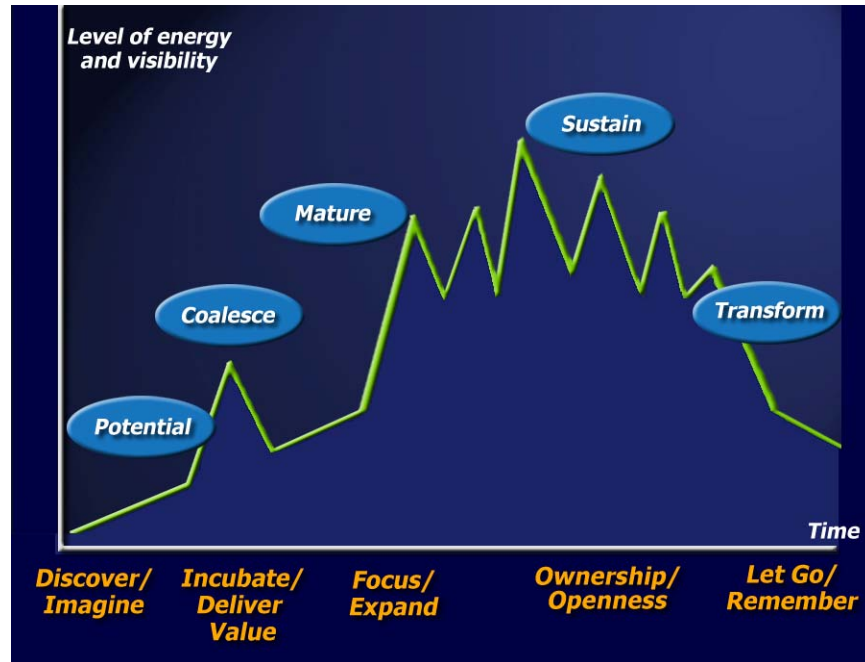 Level of energy
and visibility
Sustain
Mature
Coalesce
Transform
Potential
Time
Discover/
Imagine
Incubate/
Deliver
Value
Focus/
Expand
Ownership/
Openness
Let Go/
Remember